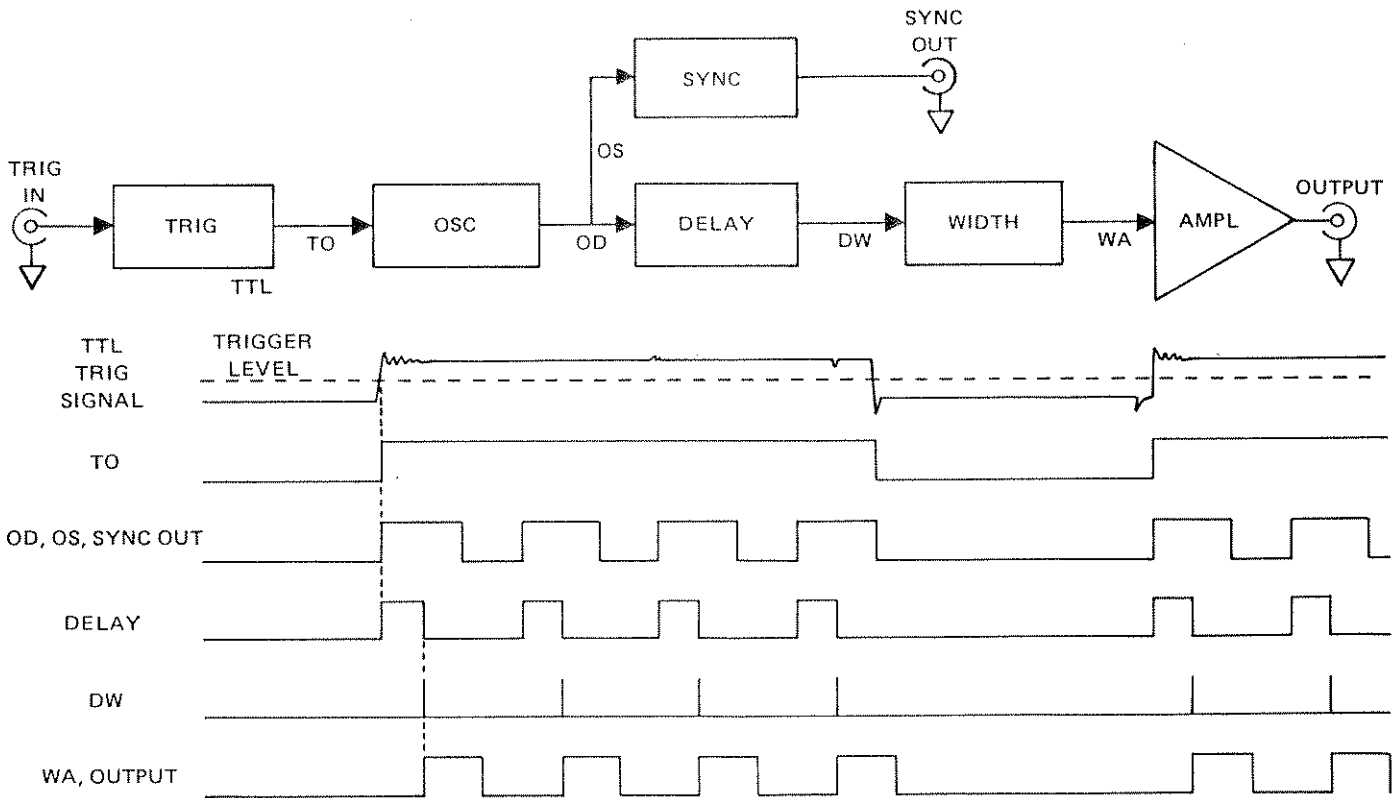 SYNC
OUT
SYNC
OS
TRIG
IN
TRIG
TO
OSC
OD
DELAY
DW
WIDTH
WA
AMPL
OUTPUT
TTL
TTL
TRIG
SIGNAL
TRIGGER
LEVEL
TO
OD, OS, SYNC OUT
DELAY
DW
WA, OUTPUT